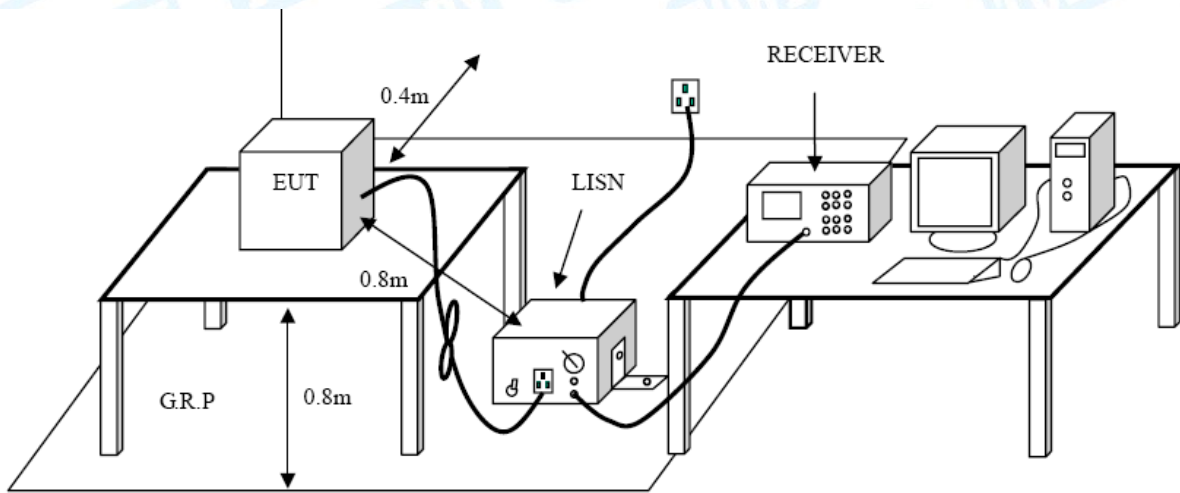 RECEIVER
0.4m
EUT
LISN
0.8m
G.R.P
0.8m